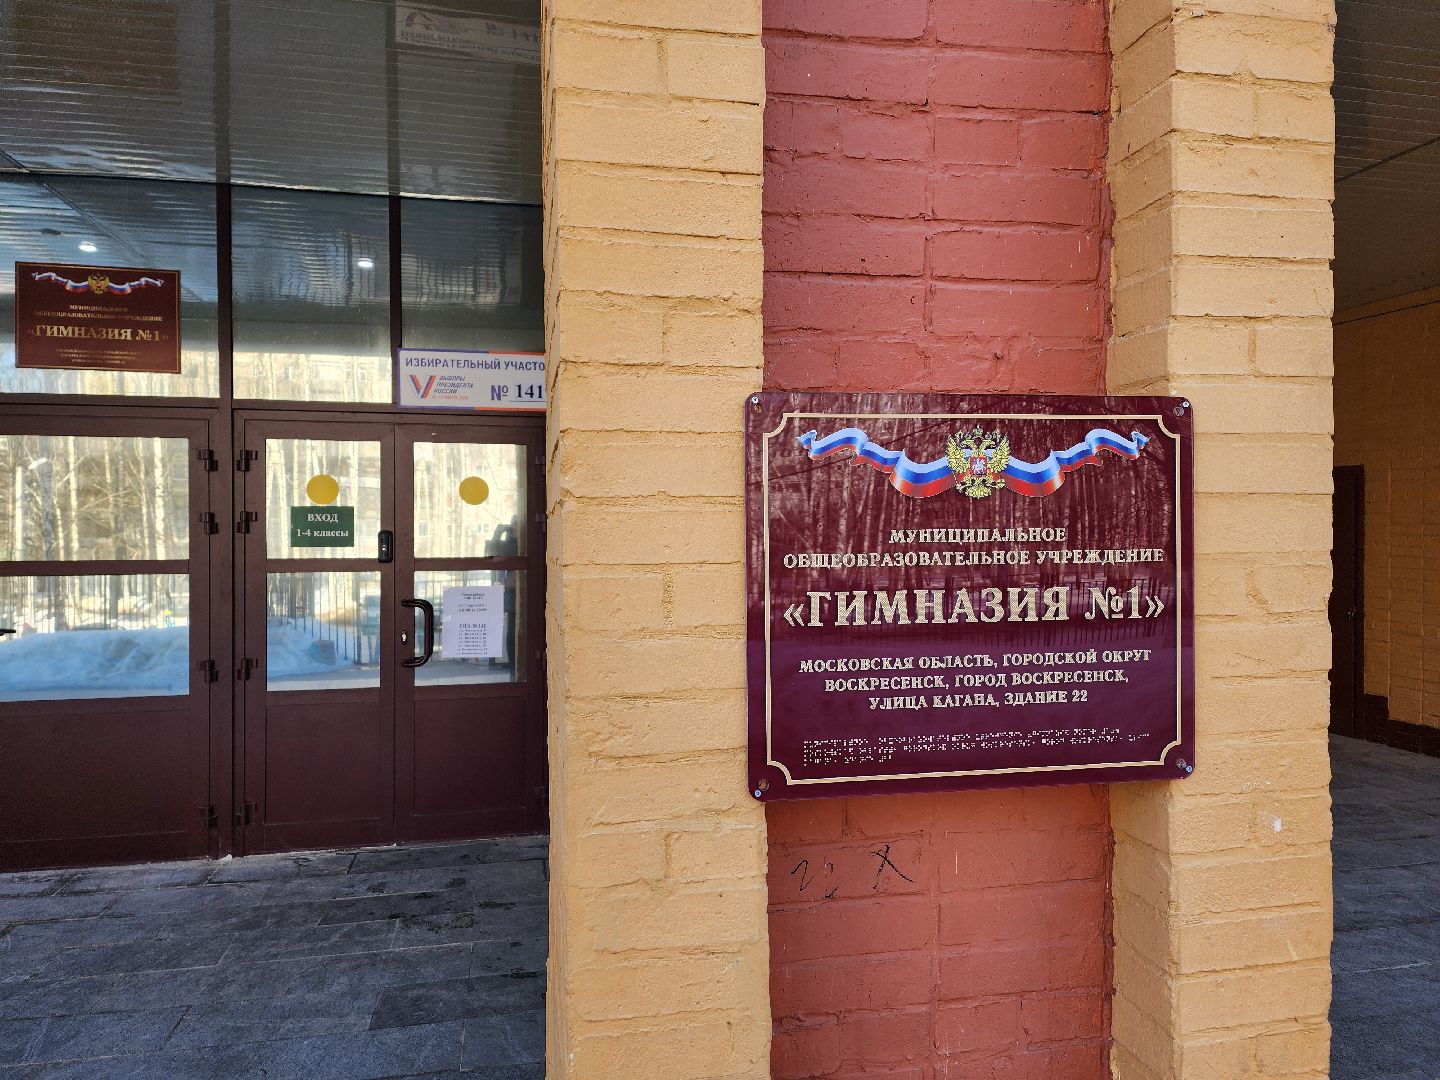 МУНИЦИПАЛЬНОЕ
ОБЩЕОБРАЗОВАТЕЛЬНОЕ УЧРЕЖДЕНИЕ
«ГИМНАЗИЯ №1»
ИЗБИРАТЕЛЬНЫЙ УЧАСТО
ВЫБОРЫ
ПРЕЗИДЕНТА
РОССИИ
№ 141
ВХОД
1-4 классы
МУНИЦИПАЛЬНОЕ
ОБЩЕОБРАЗОВАТЕЛЬНОЕ УЧРЕЖДЕНИЕ
«ГИМНАЗИЯ №1»
МОСКОВСКАЯ ОБЛАСТЬ, ГОРОДСКОЙ ОКРУГ
ВОСКРЕСЕНСК, ГОРОД ВОСКРЕСЕНСК,
УЛИЦА КАГАНА, ЗДАНИЕ 22